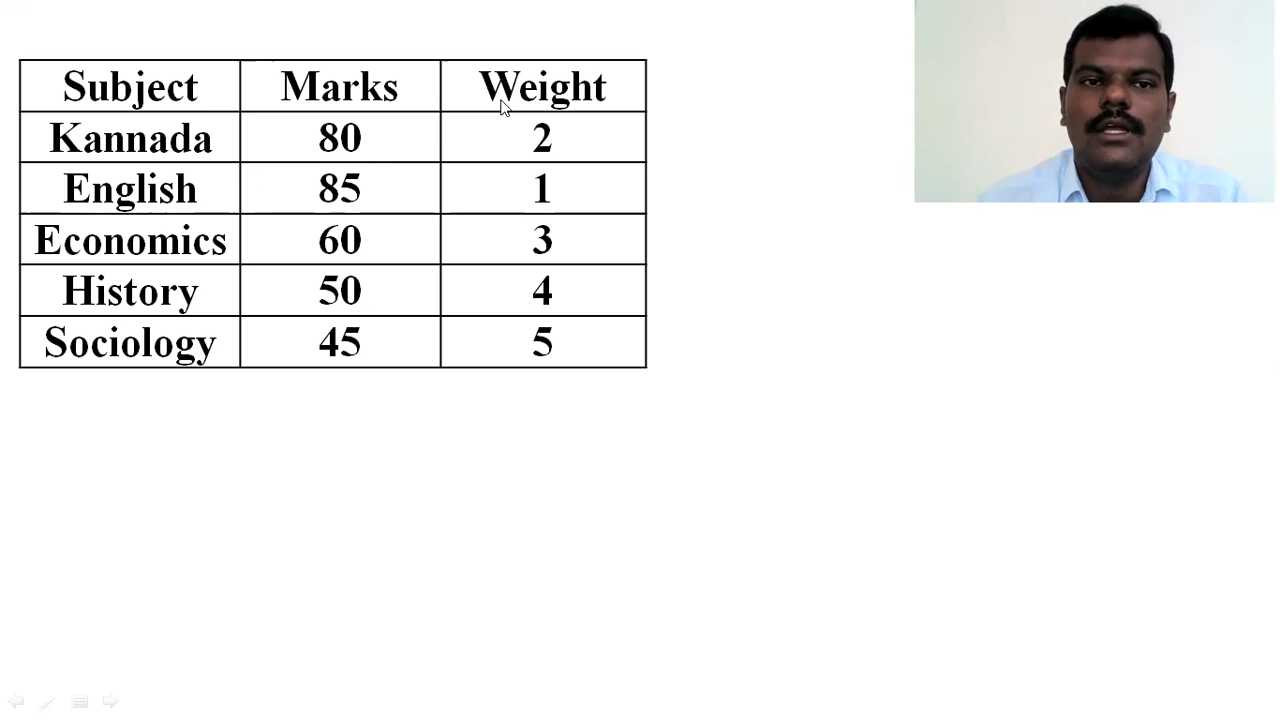 Subject Marks Weight
Kannada 80 2
English 85 1
Economics 60 3
History 50 4
Sociology 45 5